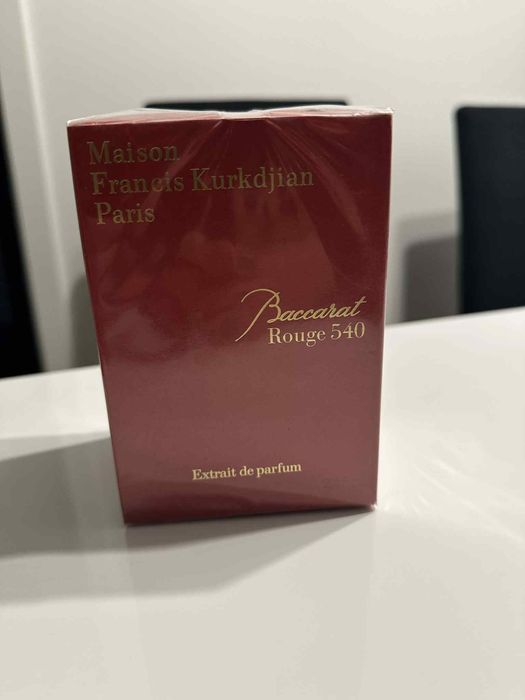 Maison
Francis Kurkdjian
Paris
Baccarat
Rouge 540
Extrait de parfum